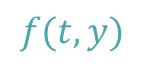 f(t, y)